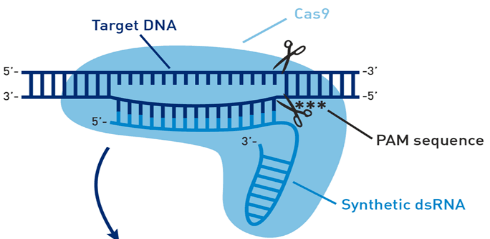 Cas9
Target DNA
5'-
-3'
3'-
-5'
***
5'-
3'-
PAM sequence
Synthetic dsRNA